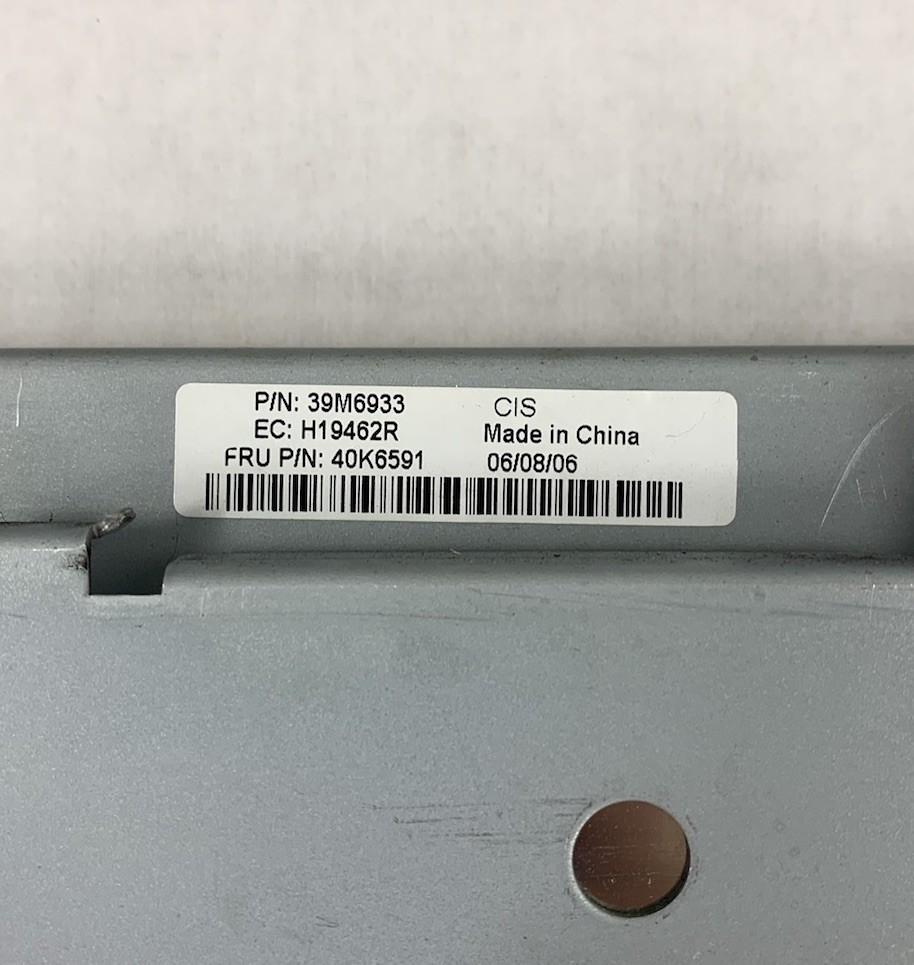 P/N: 39M6933 CIS
EC: H19462R Made in China
FRU P/N: 40K6591 06/08/06